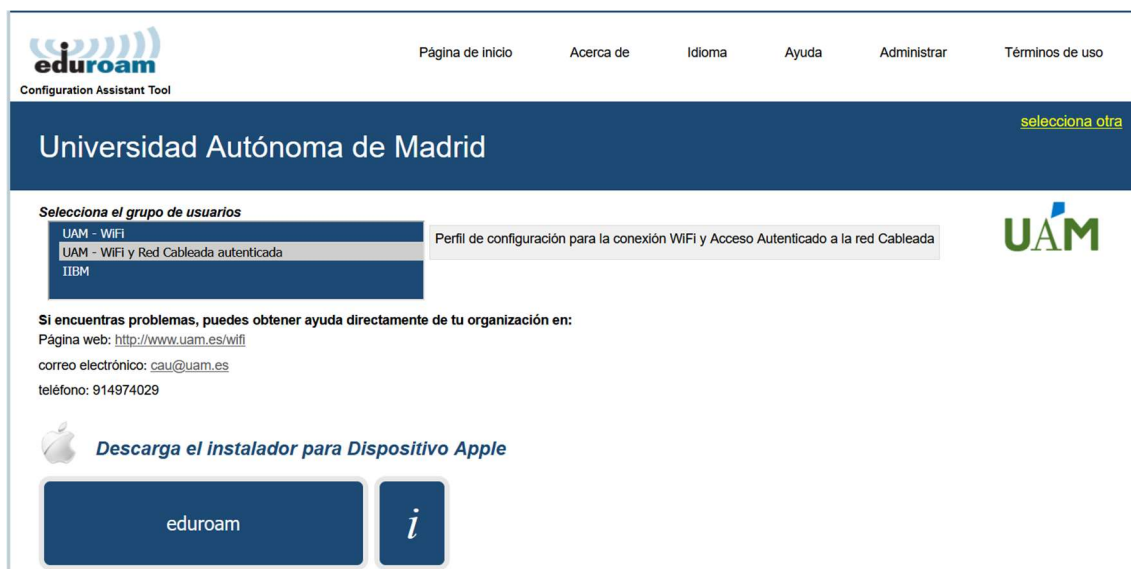 eduroam
Configuration Assistant Tool
Página de inicio Acerca de Idioma Ayuda Administrar Términos de uso
selecciona otra
Universidad Autónoma de Madrid
Selecciona el grupo de usuarios
UAM - WiFi
UAM - WiFi y Red Cableada autenticada
IIBM
Perfil de configuración para la conexión WiFi y Acceso Autenticado a la red Cableada
UAM
Si encuentras problemas, puedes obtener ayuda directamente de tu organización en:
Página web: http://www.uam.es/wifi
correo electrónico: cau@uam.es
teléfono: 914974029
Descarga el instalador para Dispositivo Apple
eduroam i